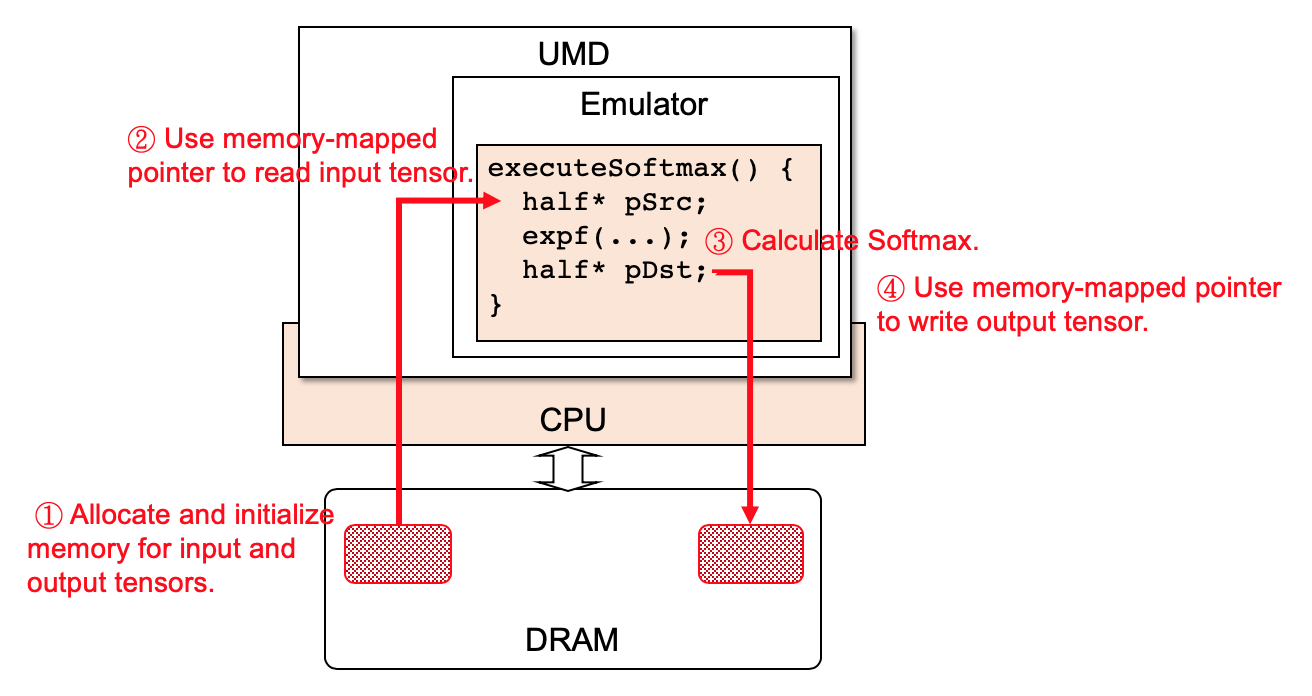 UMD
Emulator
② Use memory-mapped
pointer to read input tensor.
executeSoftmax() {
half* pSrc;
expf(...);
③ Calculate Softmax.
half* pDst;
}
④ Use memory-mapped pointer
to write output tensor.
CPU
① Allocate and initialize
memory for input and
output tensors.
DRAM